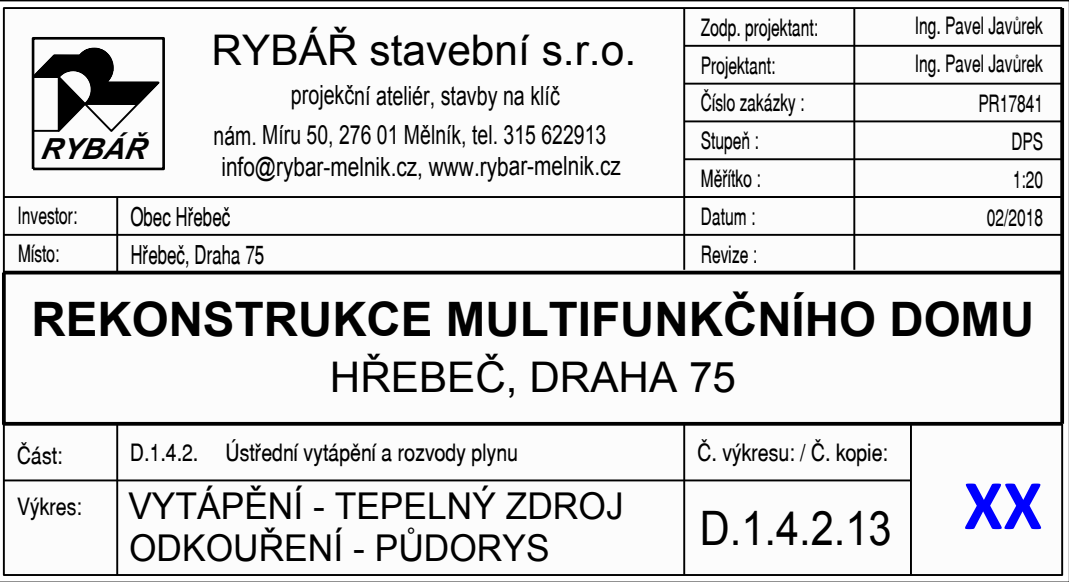 RYBÁŘ
RYBÁŘ stavební s.r.o.
projekční ateliér, stavby na klíč
nám. Míru 50, 276 01 Mělník, tel. 315 622913
info@rybar-melnik.cz, www.rybar-melnik.cz
Zodp. projektant: Ing. Pavel Javůrek
Projektant: Ing. Pavel Javůrek
Číslo zakázky : PR17841
Stupeň : DPS
Měřítko : 1:20
Investor: Obec Hřebeč
Datum : 02/2018
Místo: Hřebeč, Draha 75
Revize :
REKONSTRUKCE MULTIFUNKČNÍHO DOMU
HŘEBEČ, DRAHA 75
Část: D.1.4.2. Ústřední vytápění a rozvody plynu
Č. výkresu: / Č. kopie:
Výkres: VYTÁPĚNÍ - TEPELNÝ ZDROJ
ODKOUŘENÍ - PŮDORYS
D.1.4.2.13
XX